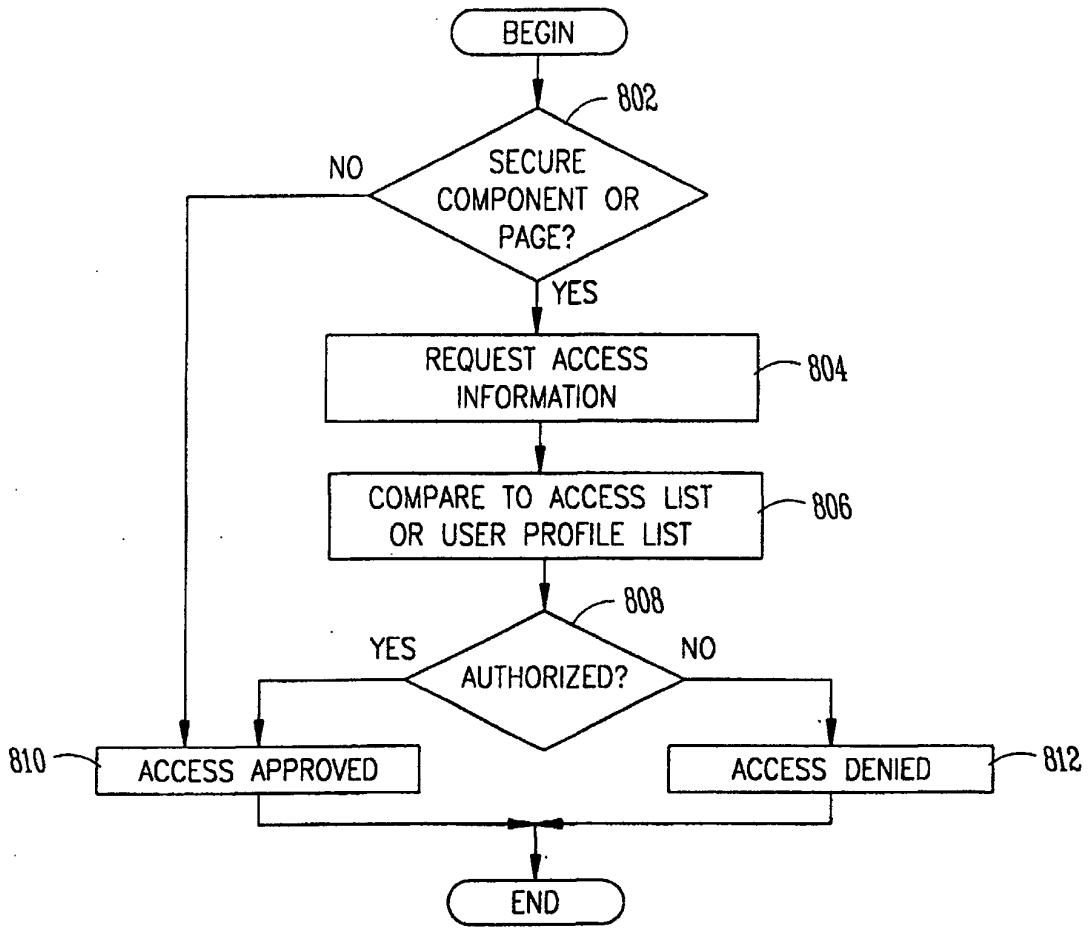 BEGIN
802
SECURE
COMPONENT OR
PAGE?
NO
YES
REQUEST ACCESS
INFORMATION
804
COMPARE TO ACCESS LIST
OR USER PROFILE LIST
806
808
YES
AUTHORIZED?
NO
810
ACCESS APPROVED
ACCESS DENIED
812
END